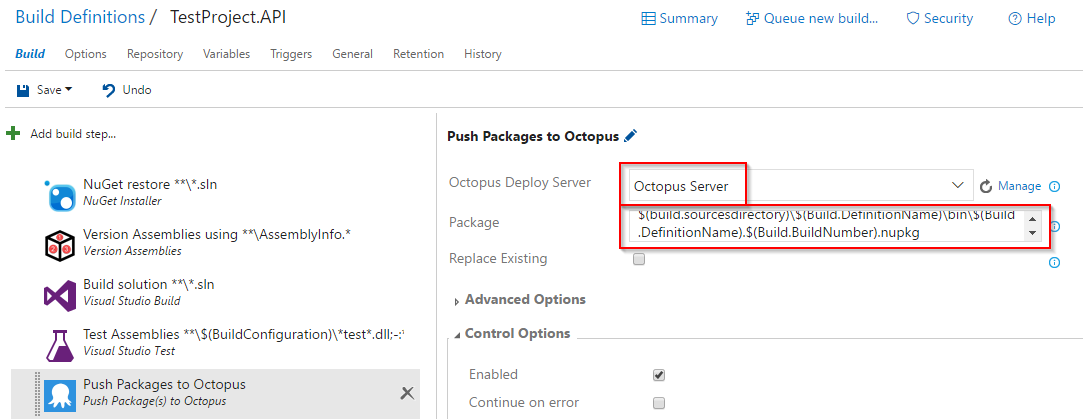 Build Definitions / TestProject.API
Summary
Queue new build...
Security
Help
Build
Options
Repository
Variables
Triggers
General
Retention
History
Save
Undo
Add build step...
NuGet restore **\*.sln
NuGet Installer
Version Assemblies using **\AssemblyInfo.*
Version Assemblies
Build solution **\*.sln
Visual Studio Build
Test Assemblies **\$(BuildConfiguration)\*test*.dll;-:*
Visual Studio Test
Push Packages to Octopus
Push Package(s) to Octopus
Push Packages to Octopus
Octopus Deploy Server
Octopus Server
Manage
Package
$(build.sourcesdirectory)\$(Build.DefinitionName)\bin\$(Build
.DefinitionName).$(Build.BuildNumber).nupkg
Replace Existing
Advanced Options
Control Options
Enabled
Continue on error